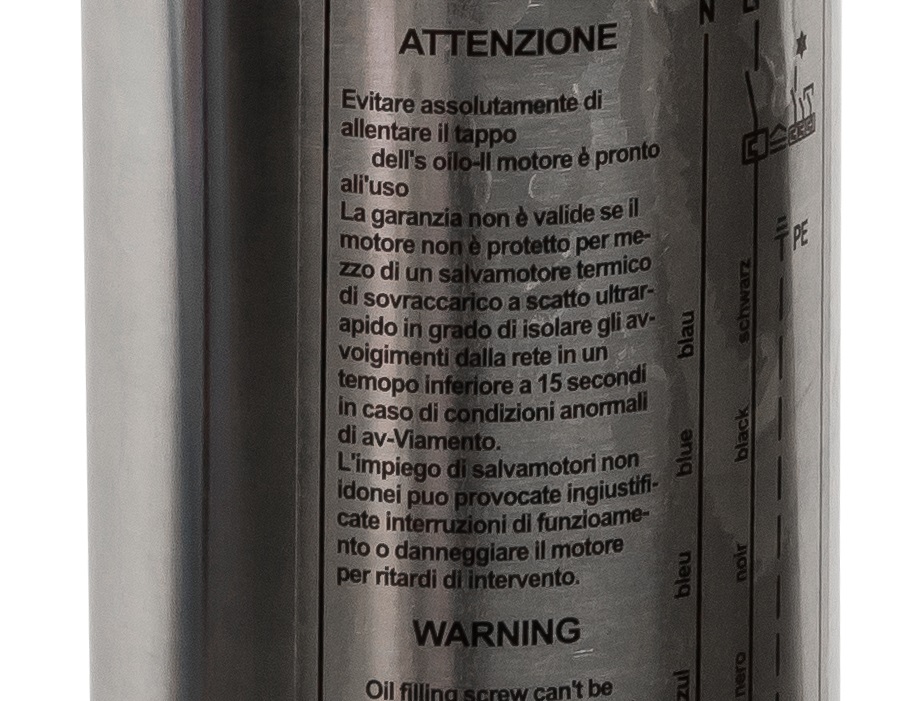 ATTENZIONE
Evitare assolutamente di
allentare il tappo
dell's oilo-Il motore è pronto
ali'uso
La garanzia non è valide se il
motore non è protetto per me-
zzo di un salvamotore termico
di sovraccarico a scatto ultrar-
apido in grado di isolare gli av-
voigimenti dalla rete in un
temopo inferiore a 15 secondi
in caso di condizioni anormali
di av-Viamento.
L'impiego di salvamotori non
idonei puo provocate ingiustifi-
cate interruzioni di funzioame-
nto o danneggiare il motore
per ritardi di intervento.
WARNING
Oil filling screw can't be
N
PE
blau
schwarz
blue
black
bleu
noir
nero